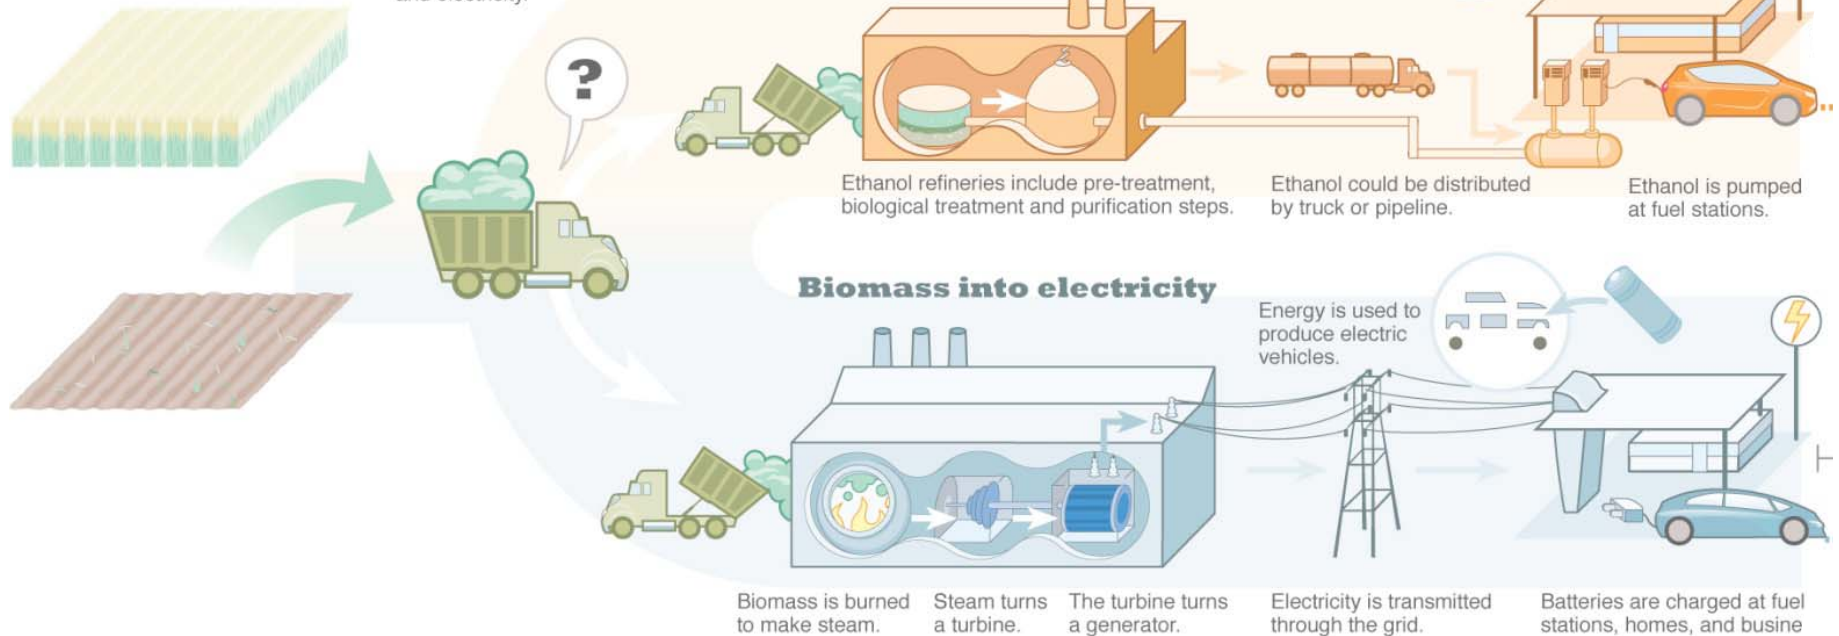 and electricity.
?
Ethanol refineries include pre-treatment,
biological treatment and purification steps.
Ethanol could be distributed
by truck or pipeline.
Ethanol is pumped
at fuel stations.
Biomass into electricity
Energy is used to
produce electric
vehicles.
Biomass is burned
to make steam.
Steam turns
a turbine.
The turbine turns
a generator.
Electricity is transmitted
through the grid.
Batteries are charged at fuel
stations, homes, and busine